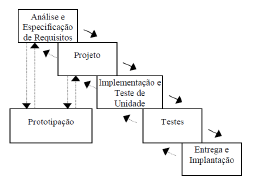 Análise e
Especificação
de Requisitos
Projeto
Implementação e
Teste de
Unidade
Prototipação
Testes
Entrega e
Implantação